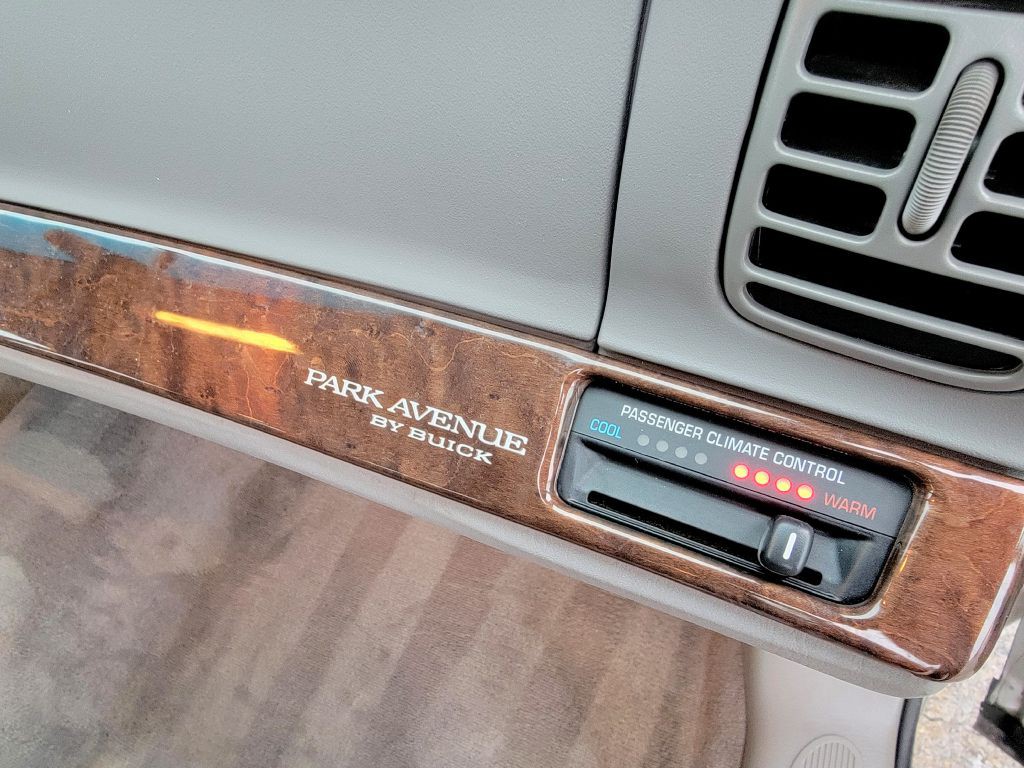 PARK AVENUE
BY BUICK
PASSENGER CLIMATE CONTROL
COOL
WARM